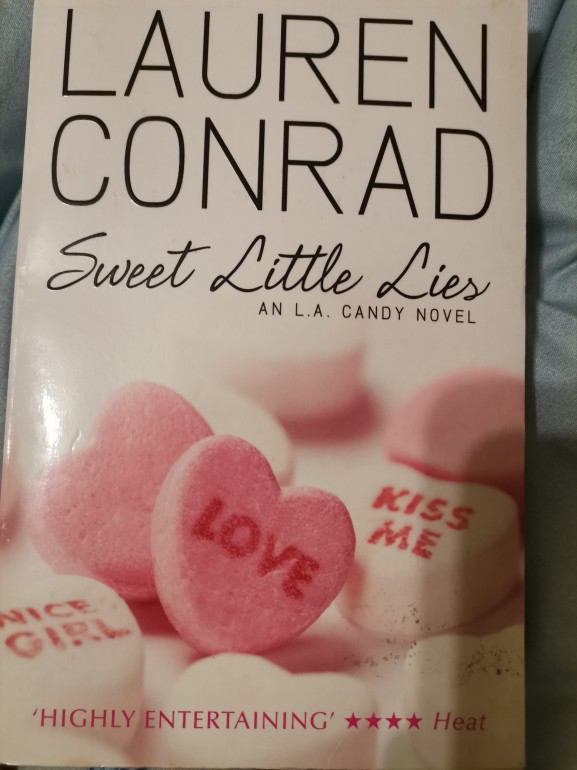 LAUREN
CONRAD
Sweet Little Lies
AN L.A. CANDY NOVEL
LOVE
KISS
ME
NICE
GIRL
'HIGHLY ENTERTAINING' ★★★★ Heat